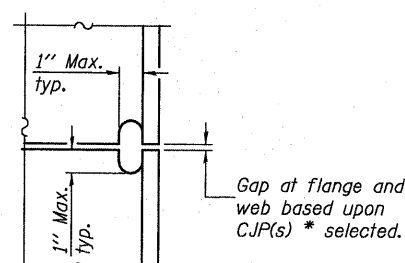 1" Max.
typ.
1" Max.
typ.
Gap at flange and
web based upon
CJP(s) * selected.